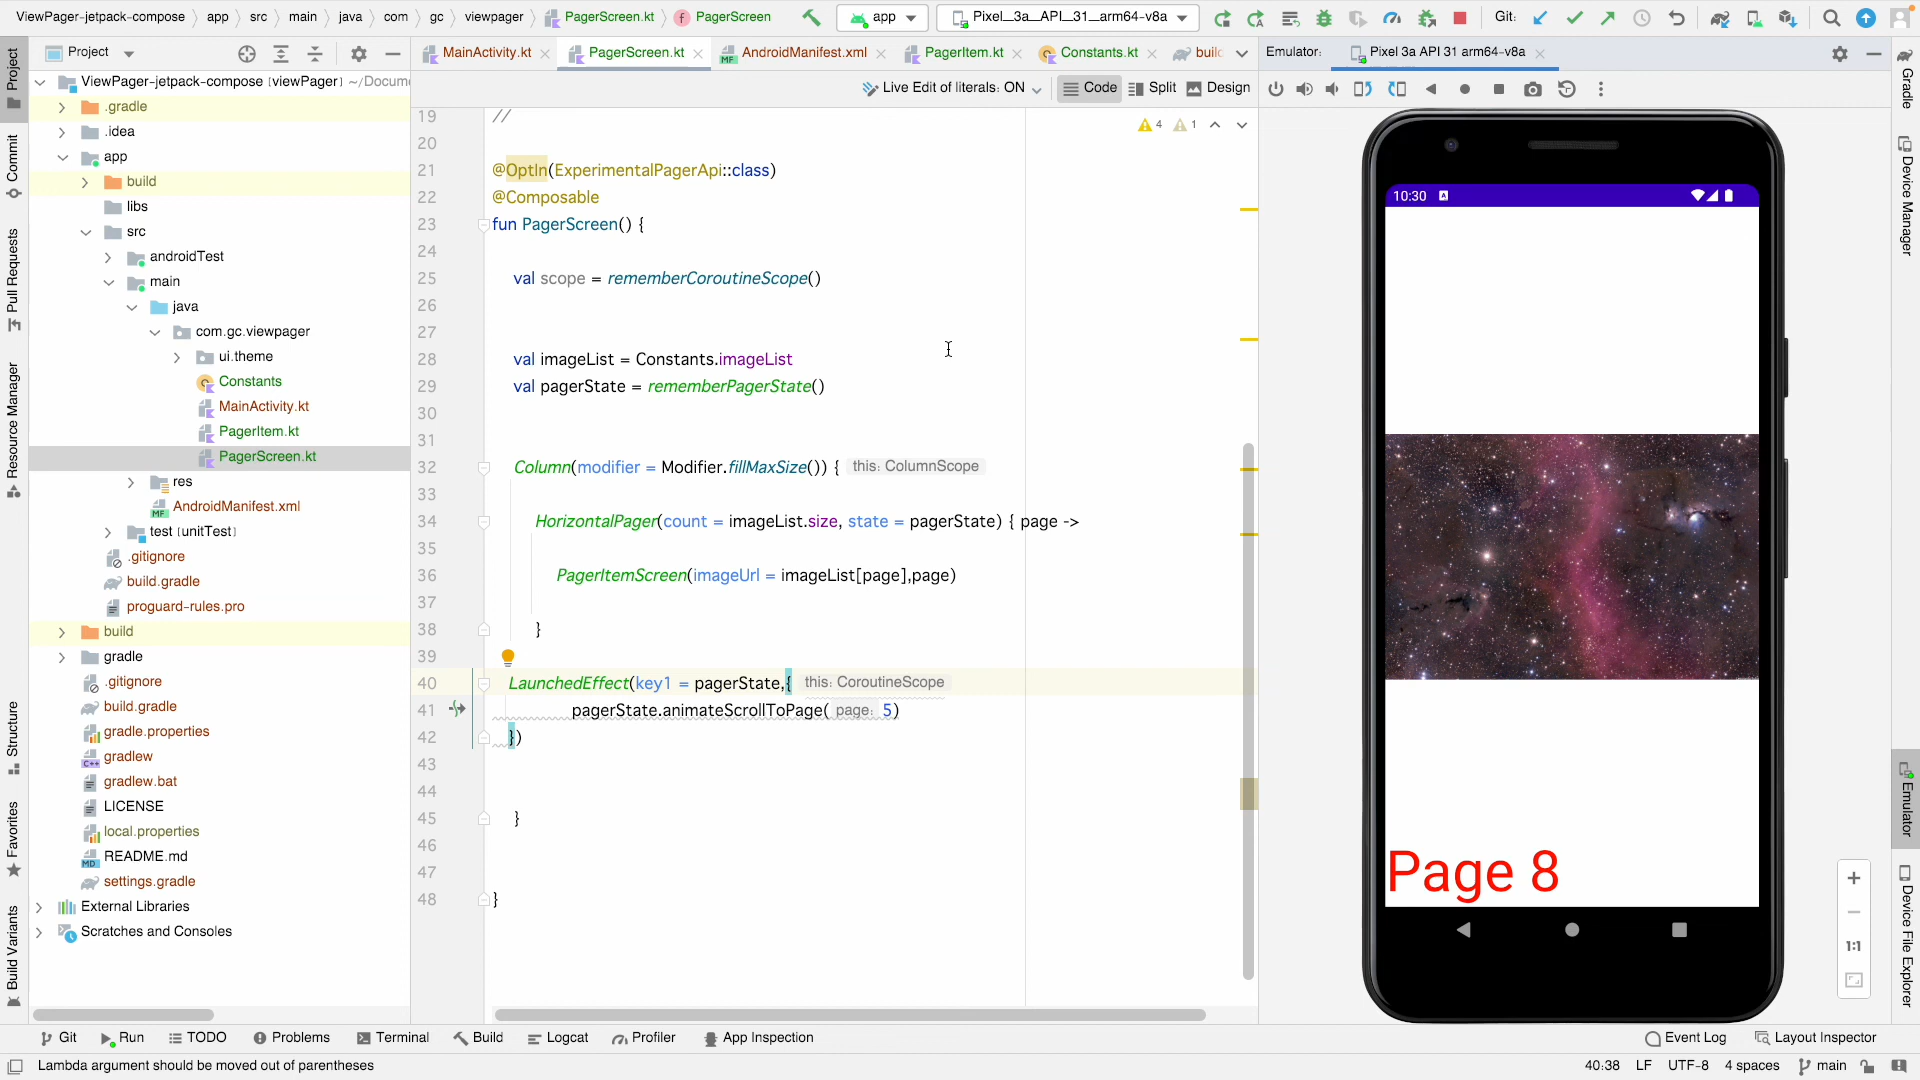 ViewPager-jetpack-compose app src main java com gc viewpager PagerScreen.kt PagerScreen app Pixel_3a_API_31_arm64-v8a Git:
Project MainActivity.kt PagerScreen.kt AndroidManifest.xml PagerItem.kt Constants.kt Emulator: Pixel 3a API 31 arm64-v8a
Live Edit of literals: ON Code Split Design
4 1
Project
Commit
Pull Requests
Resource Manager
Structure
Favorites
Build Variants
ViewPager-jetpack-compose [viewPager] ~/Docum
.gradle
.idea
app
build
libs
src
androidTest
main
java
com.gc.viewpager
ui.theme
Constants
MainActivity.kt
PagerItem.kt
PagerScreen.kt
res
AndroidManifest.xml
test [unitTest]
.gitignore
build.gradle
proguard-rules.pro
build
gradle
.gitignore
build.gradle
gradle.properties
gradlew
gradlew.bat
LICENSE
local.properties
README.md
settings.gradle
External Libraries
Scratches and Consoles
19 //
20
21 @OptIn(ExperimentalPagerApi::class)
22 @Composable
23 fun PagerScreen() {
24
25 val scope = rememberCoroutineScope()
26
27
28 val imageList = Constants.imageList
29 val pagerState = rememberPagerState()
30
31
32 Column(modifier = Modifier.fillMaxSize()) { this: ColumnScope
33
34 HorizontalPager(count = imageList.size, state = pagerState) { page ->
35
36 PagerItemScreen(imageUrl = imageList[page],page)
37
38 }
39
40 LaunchedEffect(key1 = pagerState,{ this: CoroutineScope
41 pagerState.animateScrollToPage( page: 5)
42 })
43
44
45 }
46
47
48 }
10:30
Page 8
1:1
Gradle
Device Manager
Emulator
Device File Explorer
Git Run TODO Problems Terminal Build Logcat Profiler App Inspection Event Log Layout Inspector
Lambda argument should be moved out of parentheses 40:38 LF UTF-8 4 spaces main